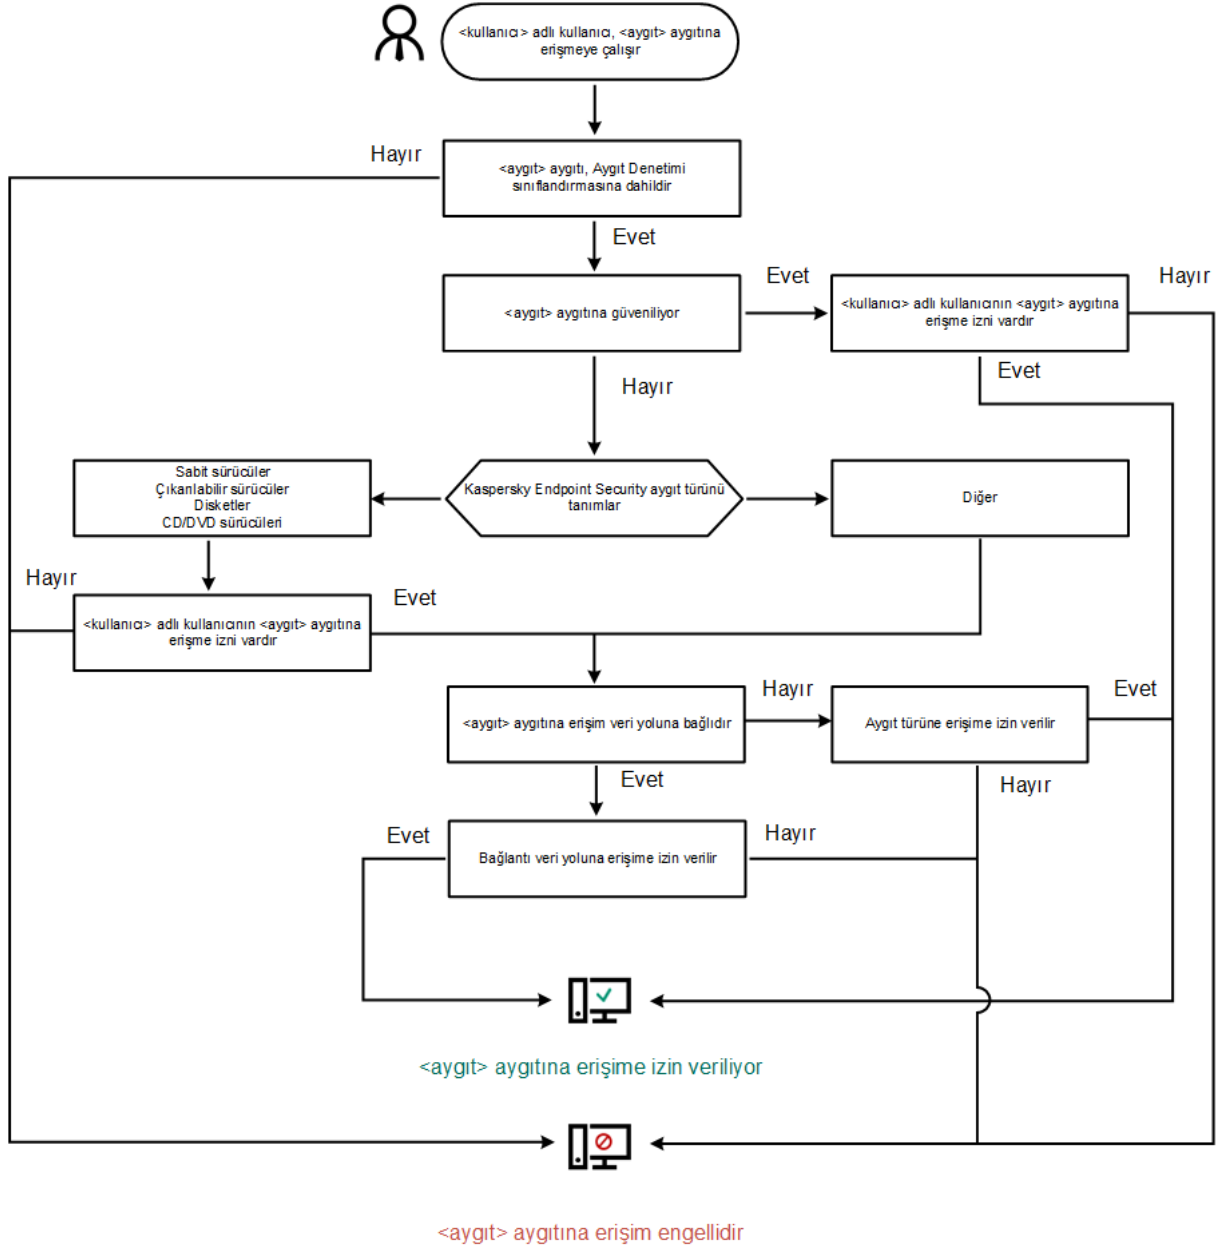 <kullanıcı> adlı kullanıcı, <aygıt> aygıtına
erişmeye çalışır
Hayır
<aygıt> aygıtı, Aygıt Denetimi
sınıflandırmasına dahildir
Evet
Evet
Hayır
<aygıt> aygıtına güveniliyor
<kullanıcı> adlı kullanıcının <aygıt> aygıtına
erişme izni vardır
Hayır
Evet
Sabit sürücüler
Çıkarılabilir sürücüler
Disketler
CD/DVD sürücüleri
Kaspersky Endpoint Security aygıt türünü
tanımlar
Diğer
Hayır
Evet
<kullanıcı> adlı kullanıcının <aygıt> aygıtına
erişme izni vardır
Hayır
Evet
<aygıt> aygıtına erişim veri yoluna bağlıdır
Aygıt türüne erişime izin verilir
Evet
Hayır
Evet
Hayır
Bağlantı veri yoluna erişime izin verilir
<aygıt> aygıtına erişime izin veriliyor
<aygıt> aygıtına erişim engellidir